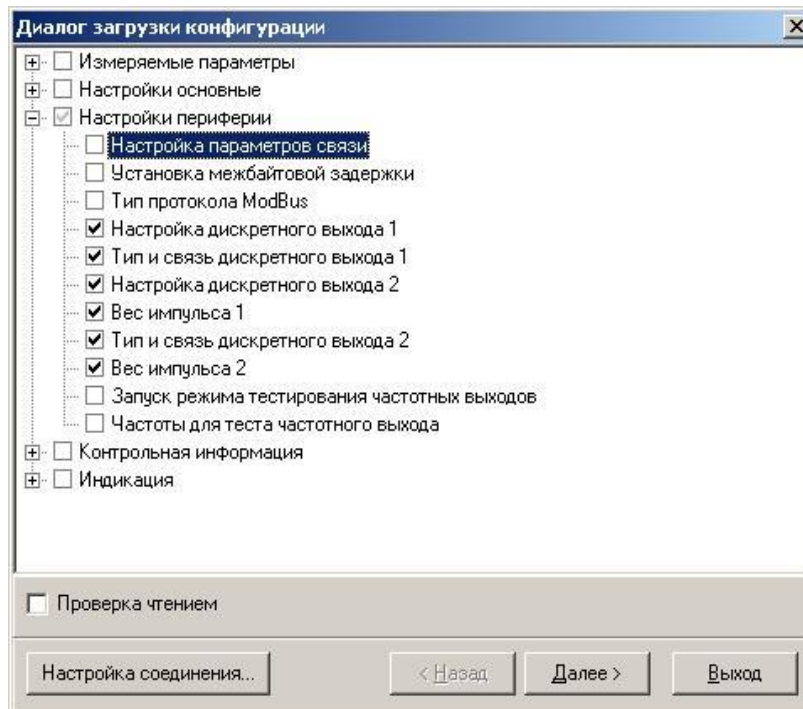 Диалог загрузки конфигурации
Измеряемые параметры
Настройки основные
Настройки периферии
Настройка параметров связи
Установка межбайтовой задержки
Тип протокола ModBus
Настройка дискретного выхода 1
Тип и связь дискретного выхода 1
Настройка дискретного выхода 2
Вес импульса 1
Тип и связь дискретного выхода 2
Вес импульса 2
Запуск режима тестирования частотных выходов
Частоты для теста частотного выхода
Контрольная информация
Индикация
Проверка чтением
Настройка соединения... < Назад Далее > Выход